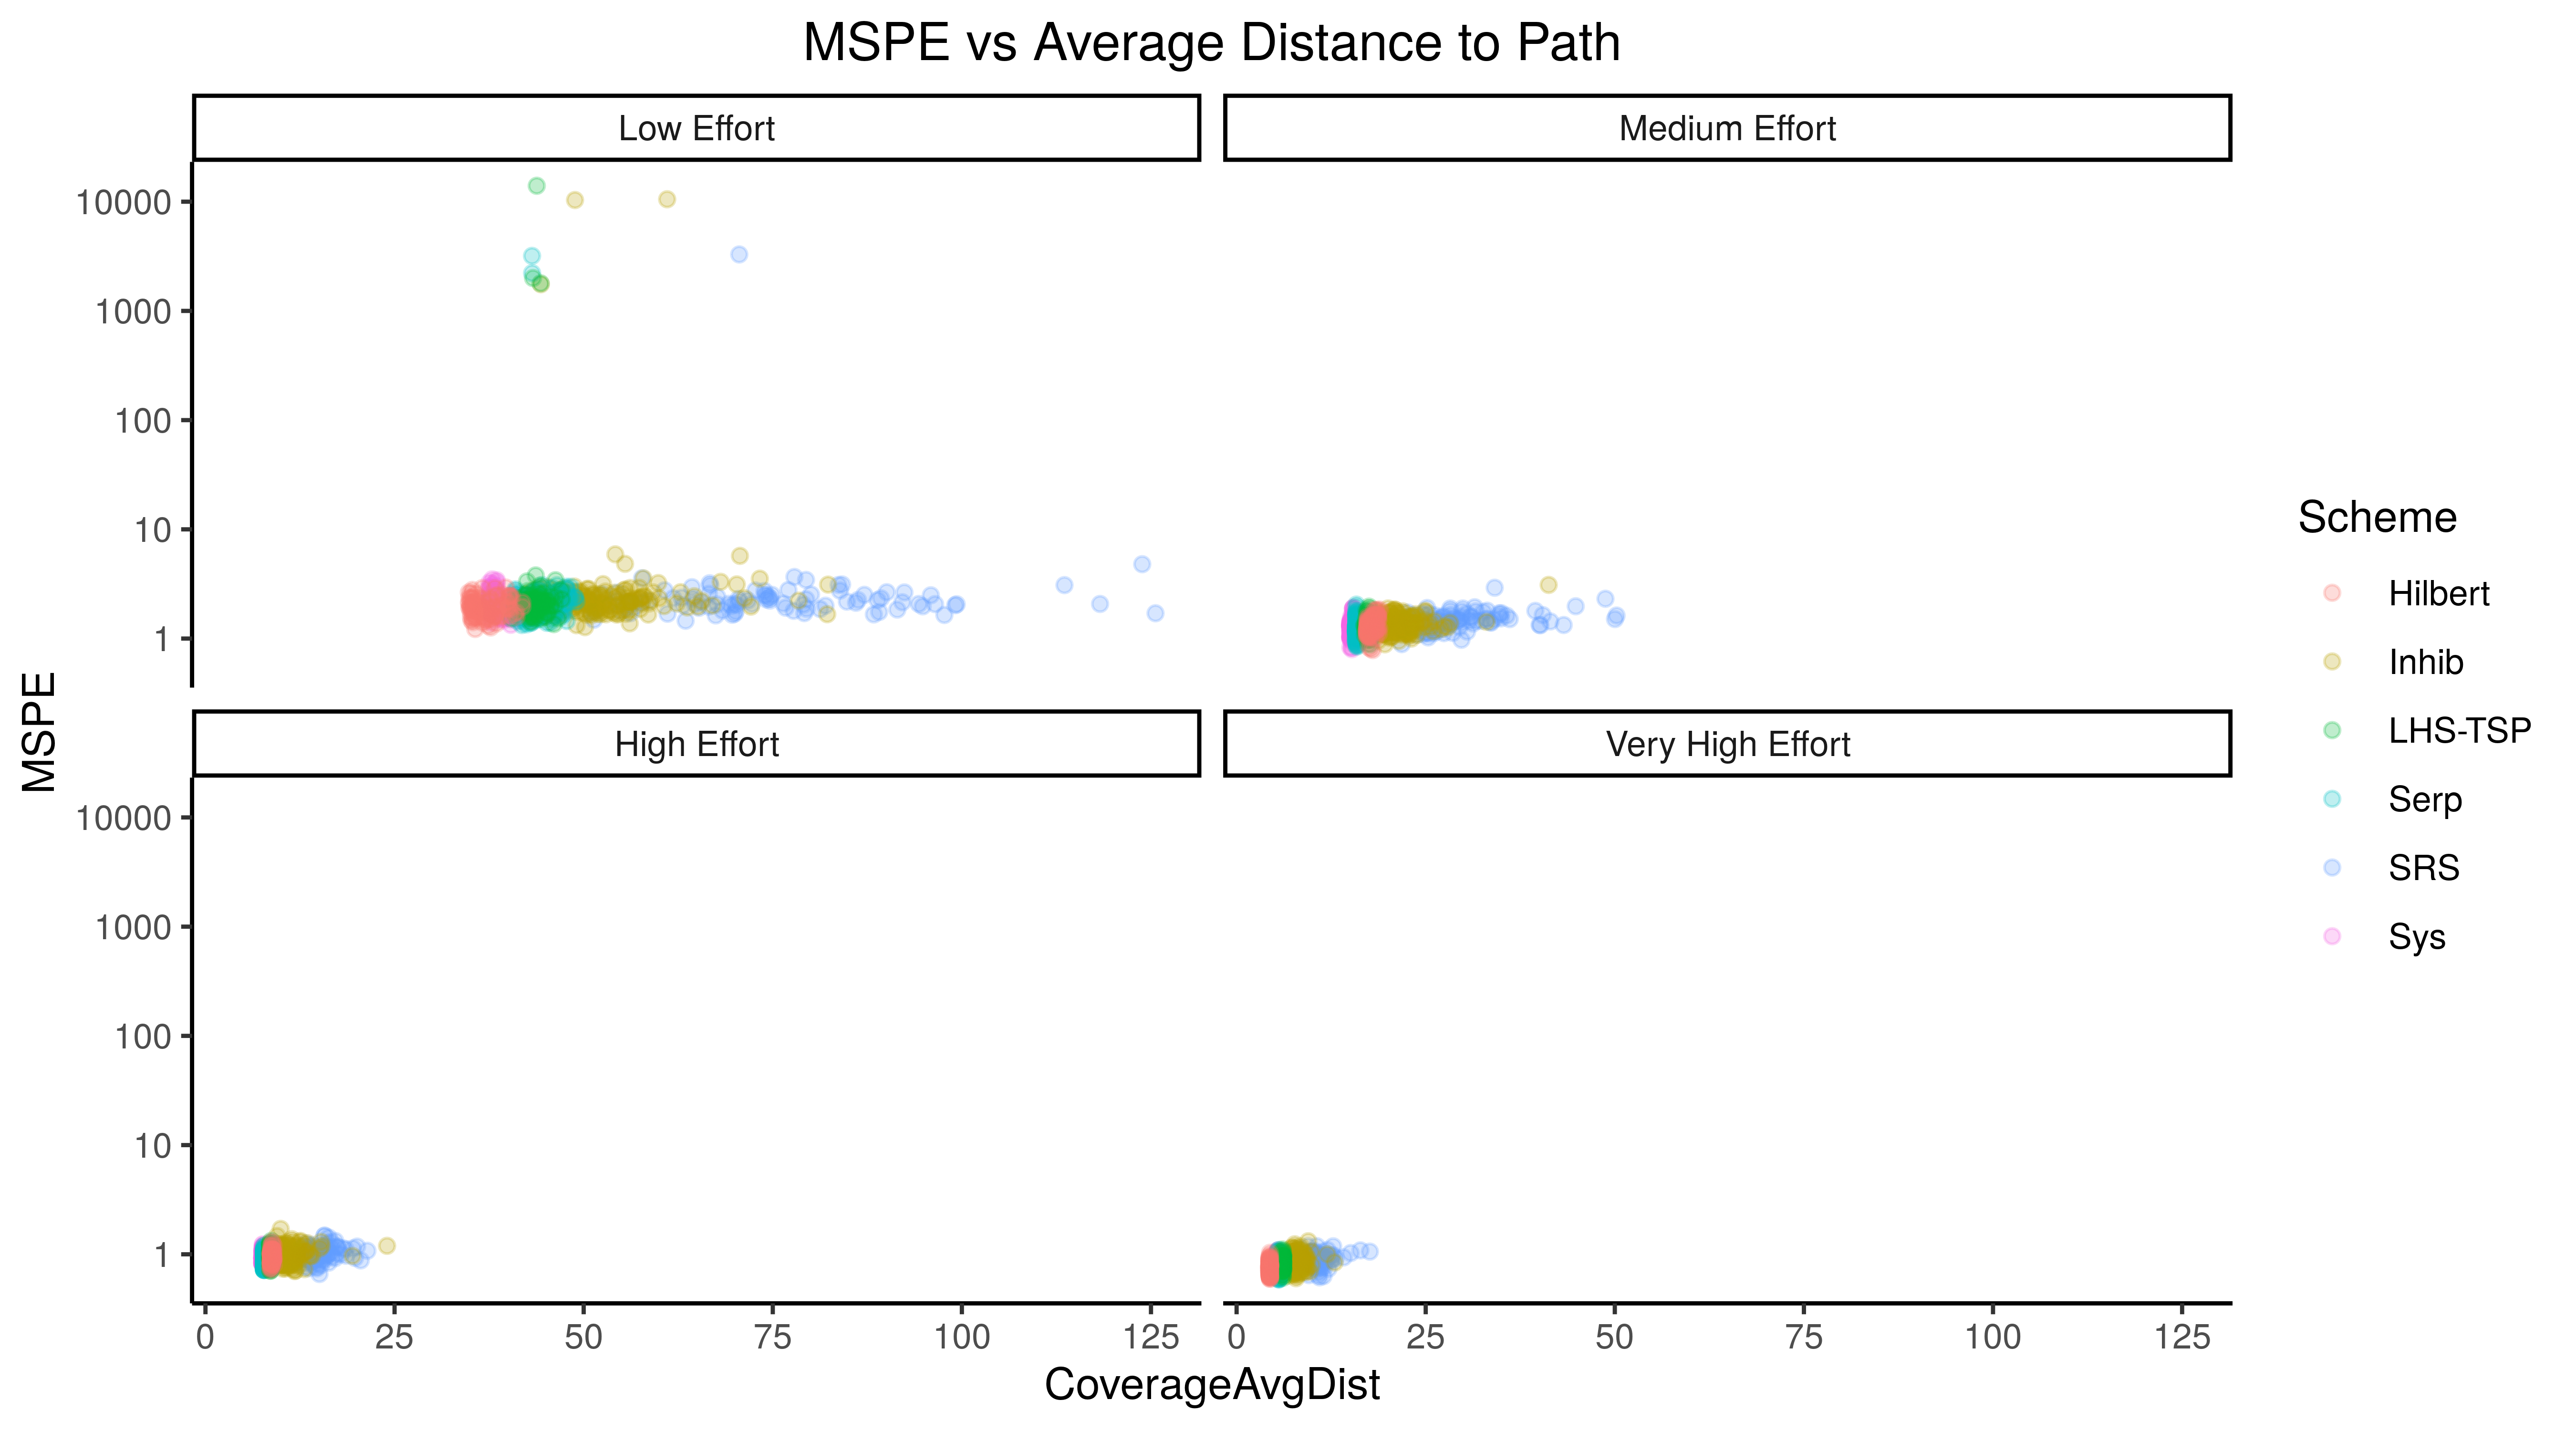 MSPE vs Average Distance to Path
Low Effort
Medium Effort
10000
1000
100
10
1
High Effort
Very High Effort
10000
1000
100
10
1
0 25 50 75 100 125
0 25 50 75 100 125
CoverageAvgDist
MSPE
Scheme
Hilbert
Inhib
LHS-TSP
Serp
SRS
Sys